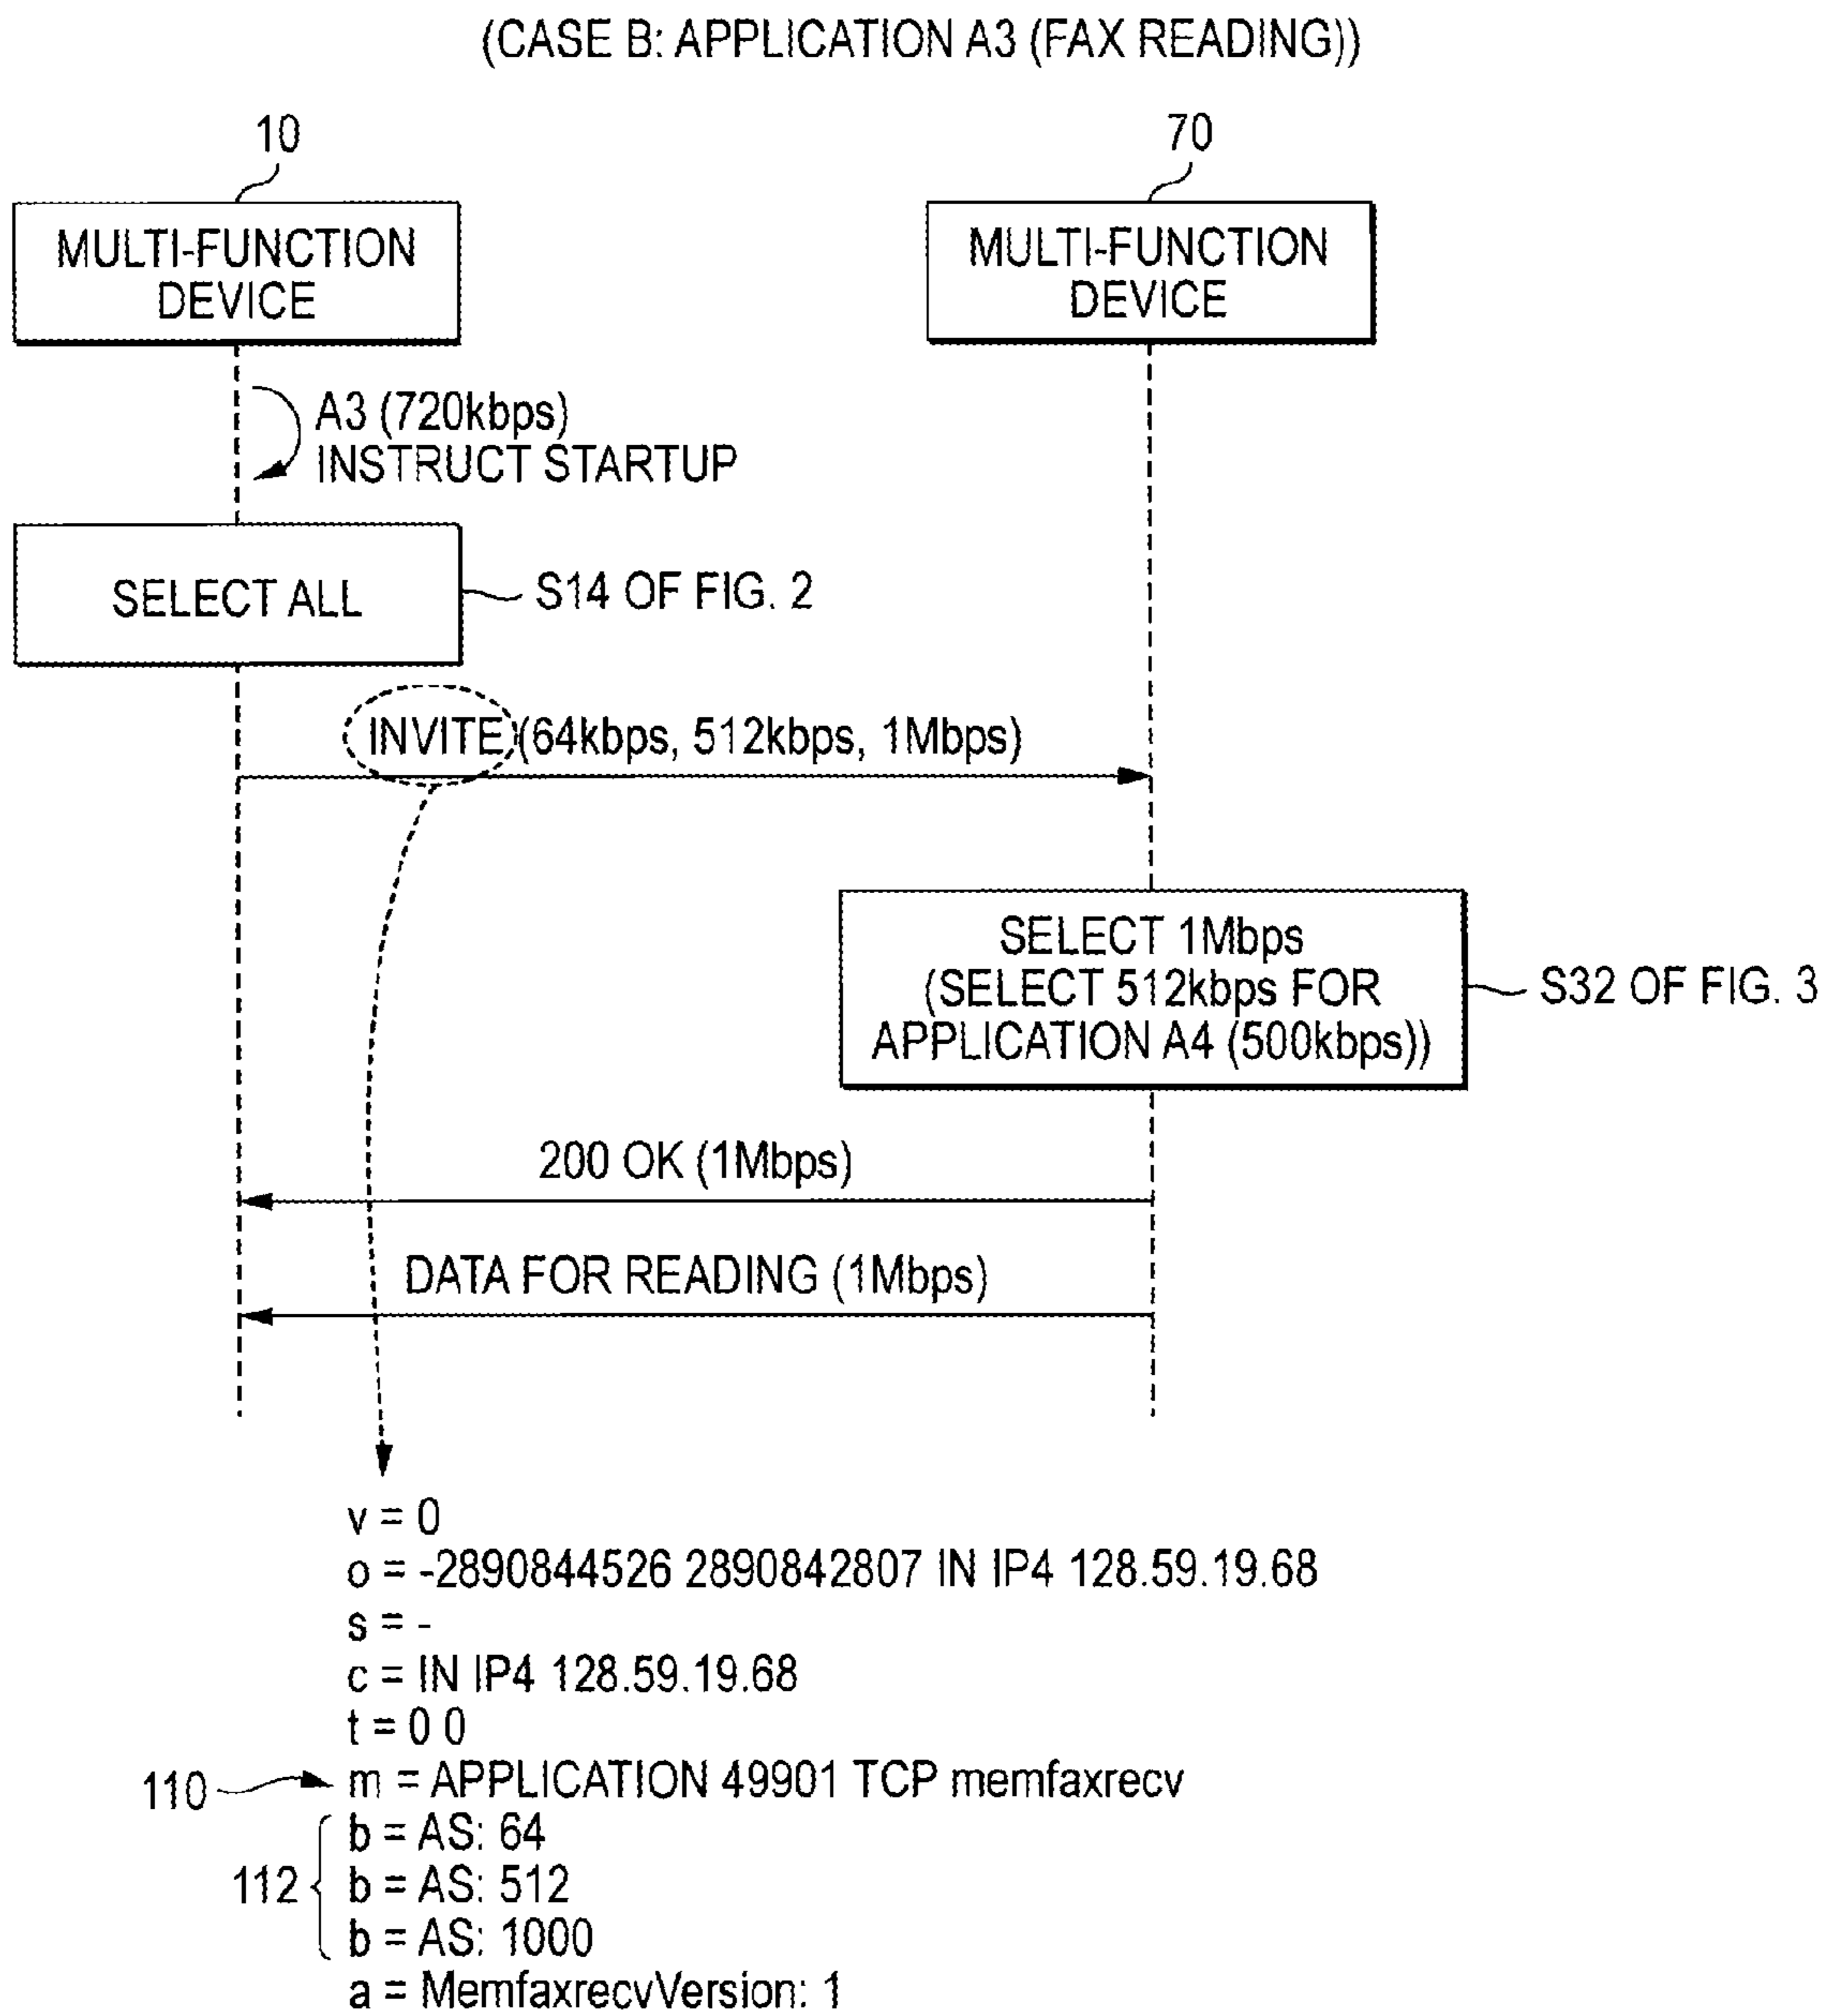 (CASE B: APPLICATION A3 (FAX READING))
10
70
MULTI-FUNCTION
DEVICE
MULTI-FUNCTION
DEVICE
A3 (720kbps)
INSTRUCT STARTUP
SELECT ALL
S14 OF FIG. 2
INVITE (64kbps, 512kbps, 1Mbps)
SELECT 1Mbps
(SELECT 512kbps FOR
APPLICATION A4 (500kbps))
S32 OF FIG. 3
200 OK (1Mbps)
DATA FOR READING (1Mbps)
v = 0
o = -2890844526 2890842807 IN IP4 128.59.19.68
s = -
c = IN IP4 128.59.19.68
t = 0 0
110 m = APPLICATION 49901 TCP memfaxrecv
b = AS: 64
112 b = AS: 512
b = AS: 1000
a = MemfaxrecvVersion: 1